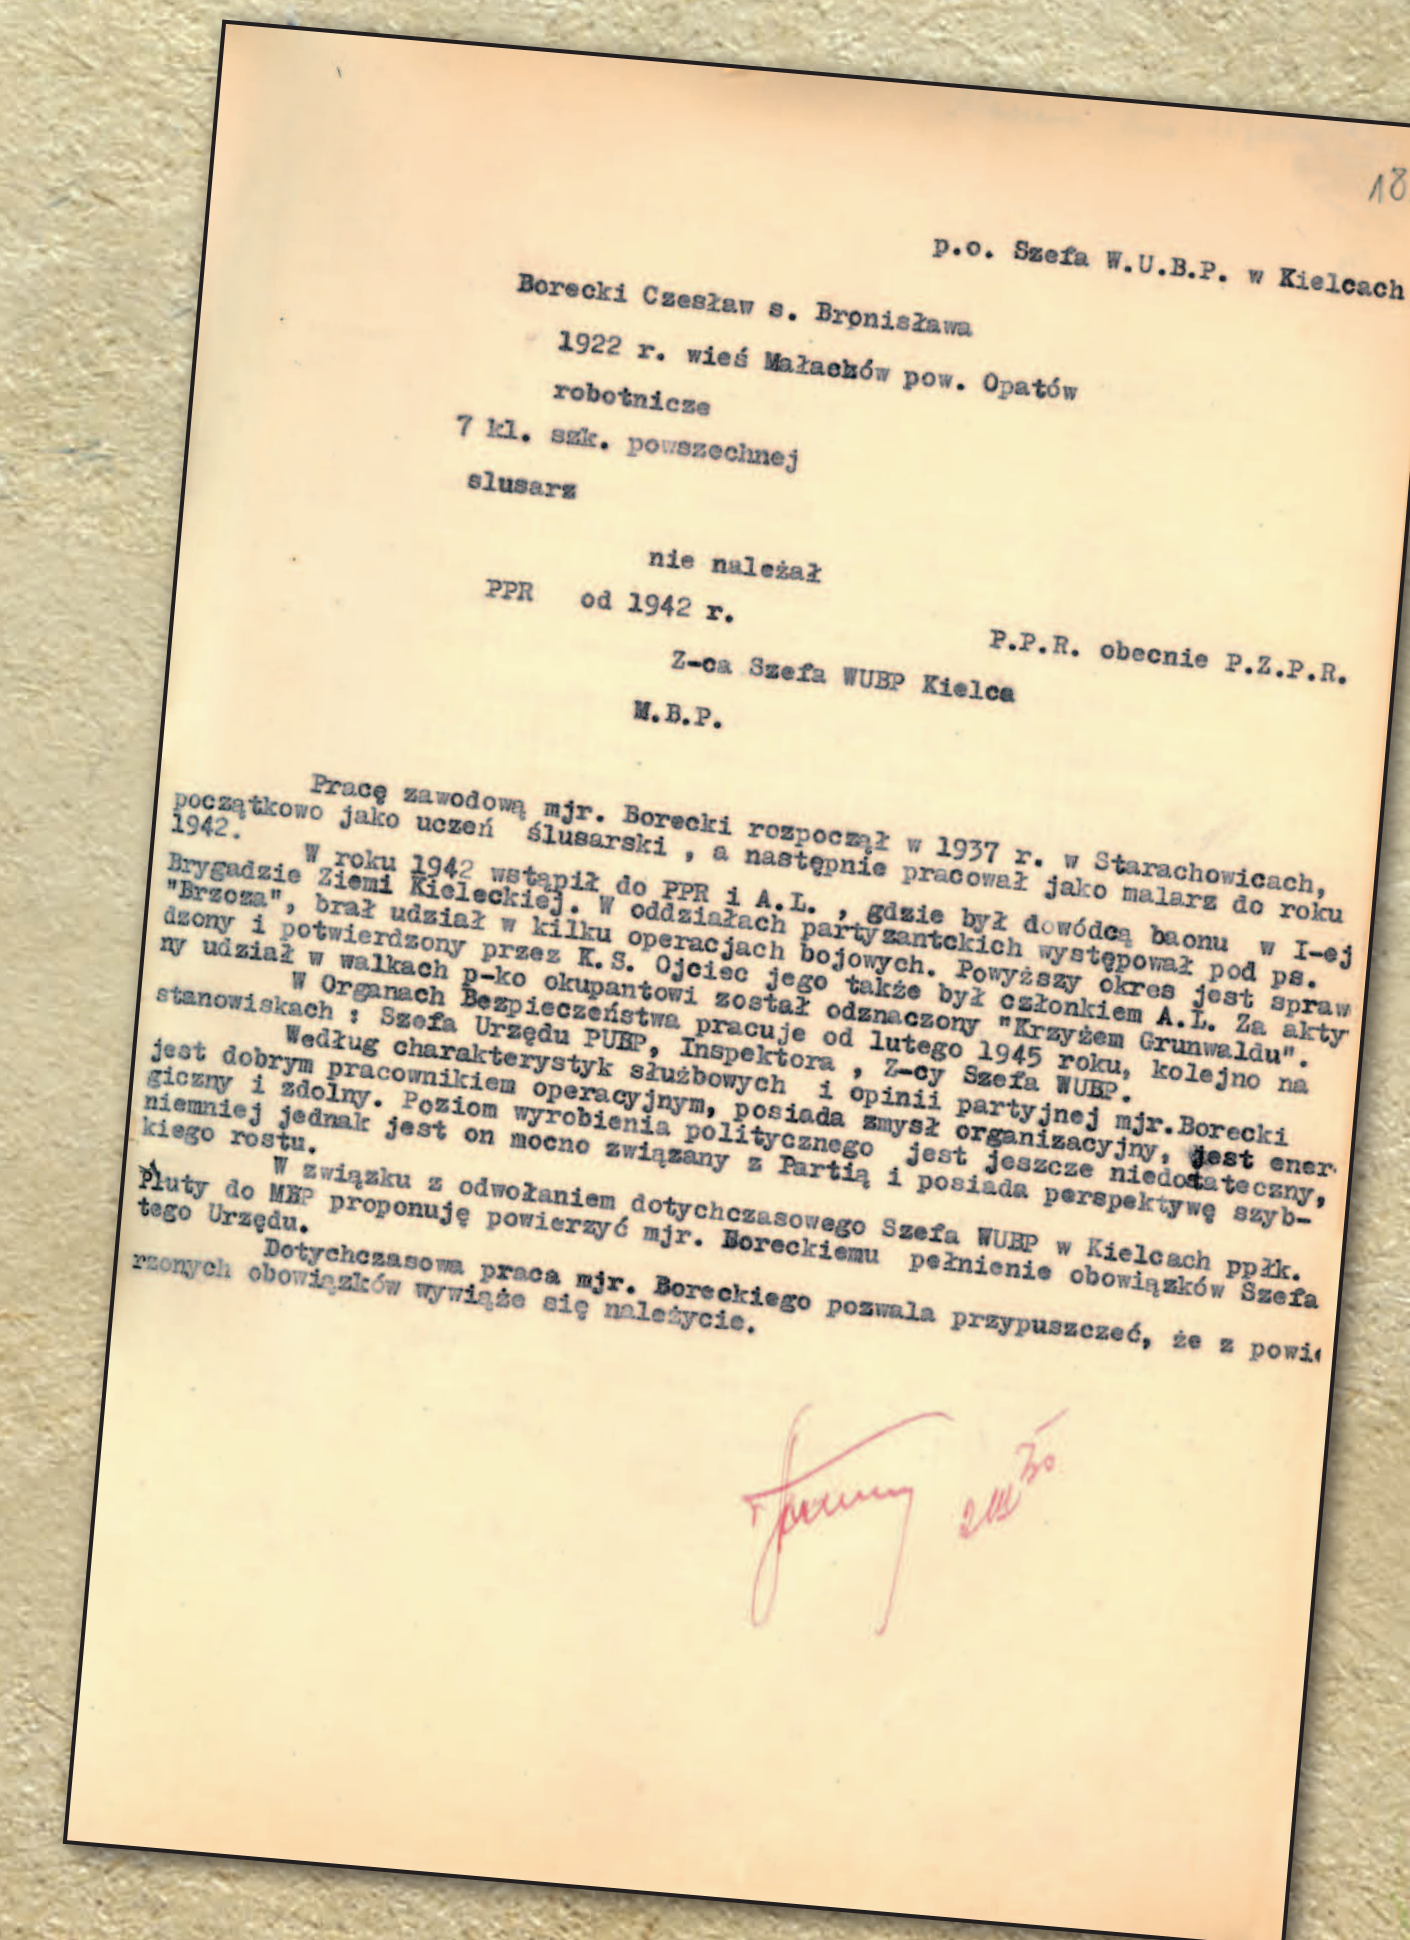 18
p.o. Szefa W.U.B.P. w Kielcach
Borecki Czesław s. Bronisława
1922 r. wieś Małachów pow. Opatów
robotnicze
7 kl. szk. powszechnej
slusarz
nie należał
PPR od 1942 r.
P.P.R. obecnie P.Z.P.R.
Z-ca Szefa WUBP Kielce
M.B.P.
Pracę zawodową mjr. Borecki rozpoczął w 1937 r. w Starachowicach,
początkowo jako uczeń ślusarski , a następnie pracował jako malarz do roku
1942.
W roku 1942 wstąpił do PPR i A.L. , gdzie był dowódcą baonu w I-ej
Brygadzie Ziemi Kieleckiej. W oddziałach partyzantckich występował pod ps.
"Brzoza", brał udział w kilku operacjach bojowych. Powyższy okres jest spraw
dzony i potwierdzony przez K.S. Ojciec jego także był członkiem A.L. Za akty
ny udział w walkach p-ko okupantowi został odznaczony "Krzyżem Grunwaldu".
W Organach Bezpieczeństwa pracuje od lutego 1945 roku, kolejno na
stanowiskach : Szefa Urzędu PUBP, Inspektora , Z-cy Szefa WUBP.
Według charakterystyk służbowych i opinii partyjnej mjr.Borecki
jest dobrym pracownikiem operacyjnym, posiada zmysł organizacyjny, jest ener
giczny i zdolny. Poziom wyrobienia politycznego jest jeszcze niedostateczny,
niemniej jednak jest on mocno związany z Partią i posiada perspektywę szyb-
kiego rostu.
W związku z odwołaniem dotychczasowego Szefa WUBP w Kielcach ppłk.
Pluty do MBP proponuję powierzyć mjr. Boreckiemu pełnienie obowiązków Szefa
tego Urzędu.
Dotychczasowa praca mjr. Boreckiego pozwala przypuszczeć, że z powie
rzonych obowiązków wywiąże się należycie.